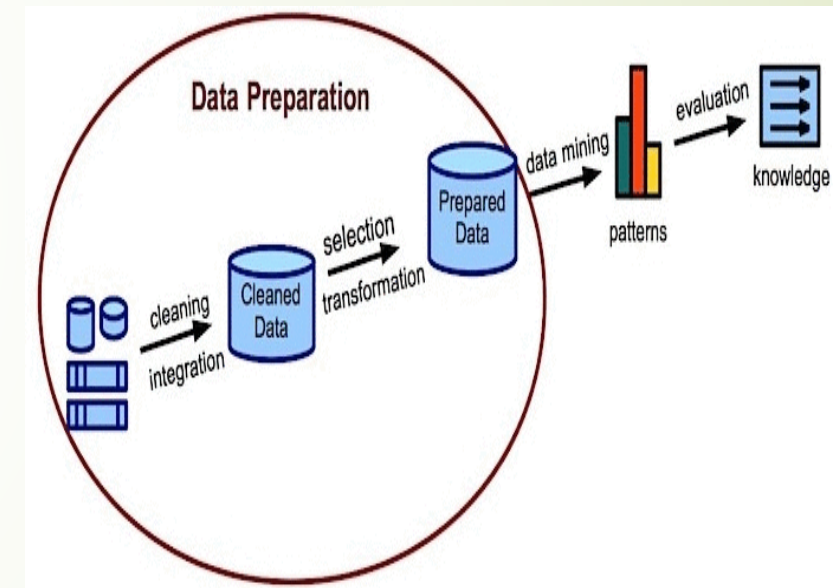 Data Preparation
cleaning
integration
Cleaned
Data
selection
transformation
Prepared
Data
data mining
patterns
evaluation
knowledge